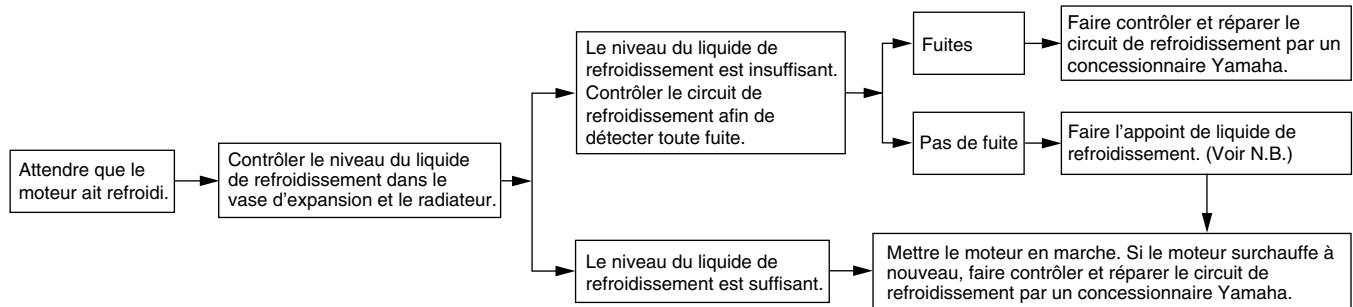 Attendre que le
moteur ait refroidi.
Contrôler le niveau du liquide
de refroidissement dans le
vase d'expansion et le radiateur.
Le niveau du liquide de
refroidissement est insuffisant.
Contrôler le circuit de
refroidissement afin de
détecter toute fuite.
Fuites
Faire contrôler et réparer le
circuit de refroidissement par un
concessionnaire Yamaha.
Pas de fuite
Faire l'appoint de liquide de
refroidissement. (Voir N.B.)
Le niveau du liquide de
refroidissement est suffisant.
Mettre le moteur en marche. Si le moteur surchauffe à
nouveau, faire contrôler et réparer le circuit de
refroidissement par un concessionnaire Yamaha.